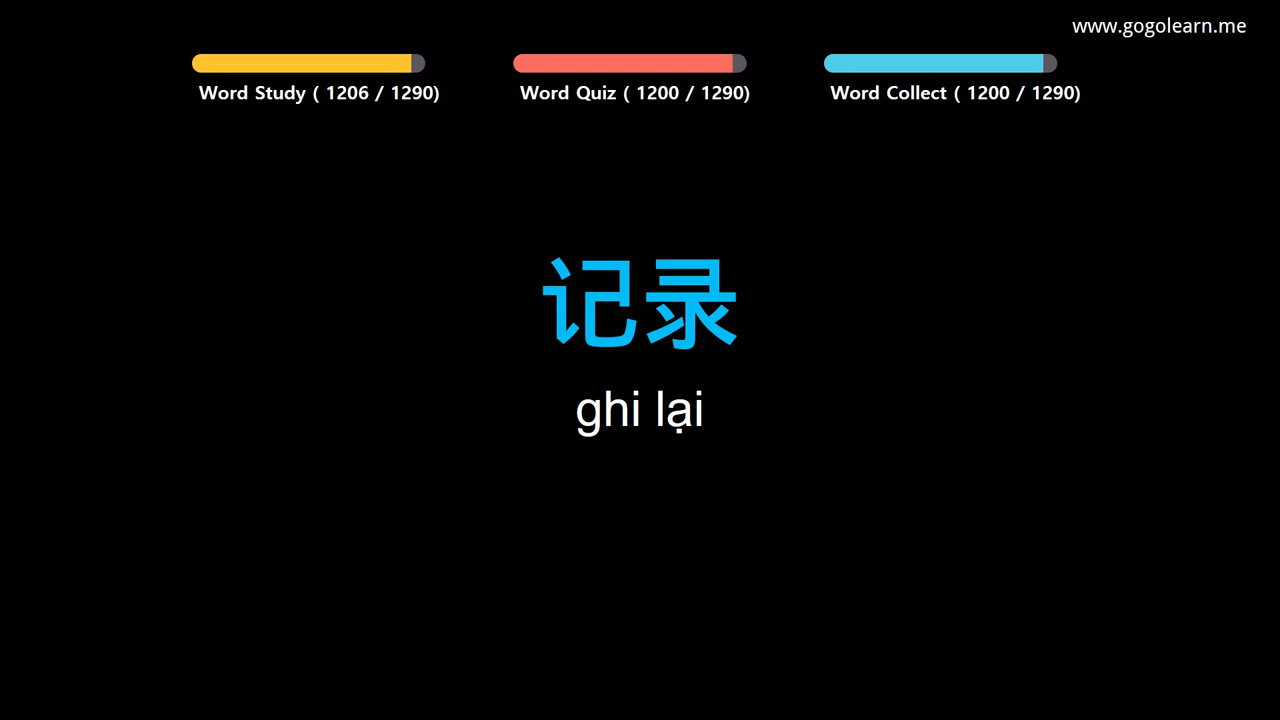 www.gogolearn.me
Word Study ( 1206 / 1290)
Word Quiz ( 1200 / 1290)
Word Collect ( 1200 / 1290)
记录
ghi lại